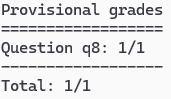 Provisional grades
==================
Question q8: 1/1
------------------
Total: 1/1